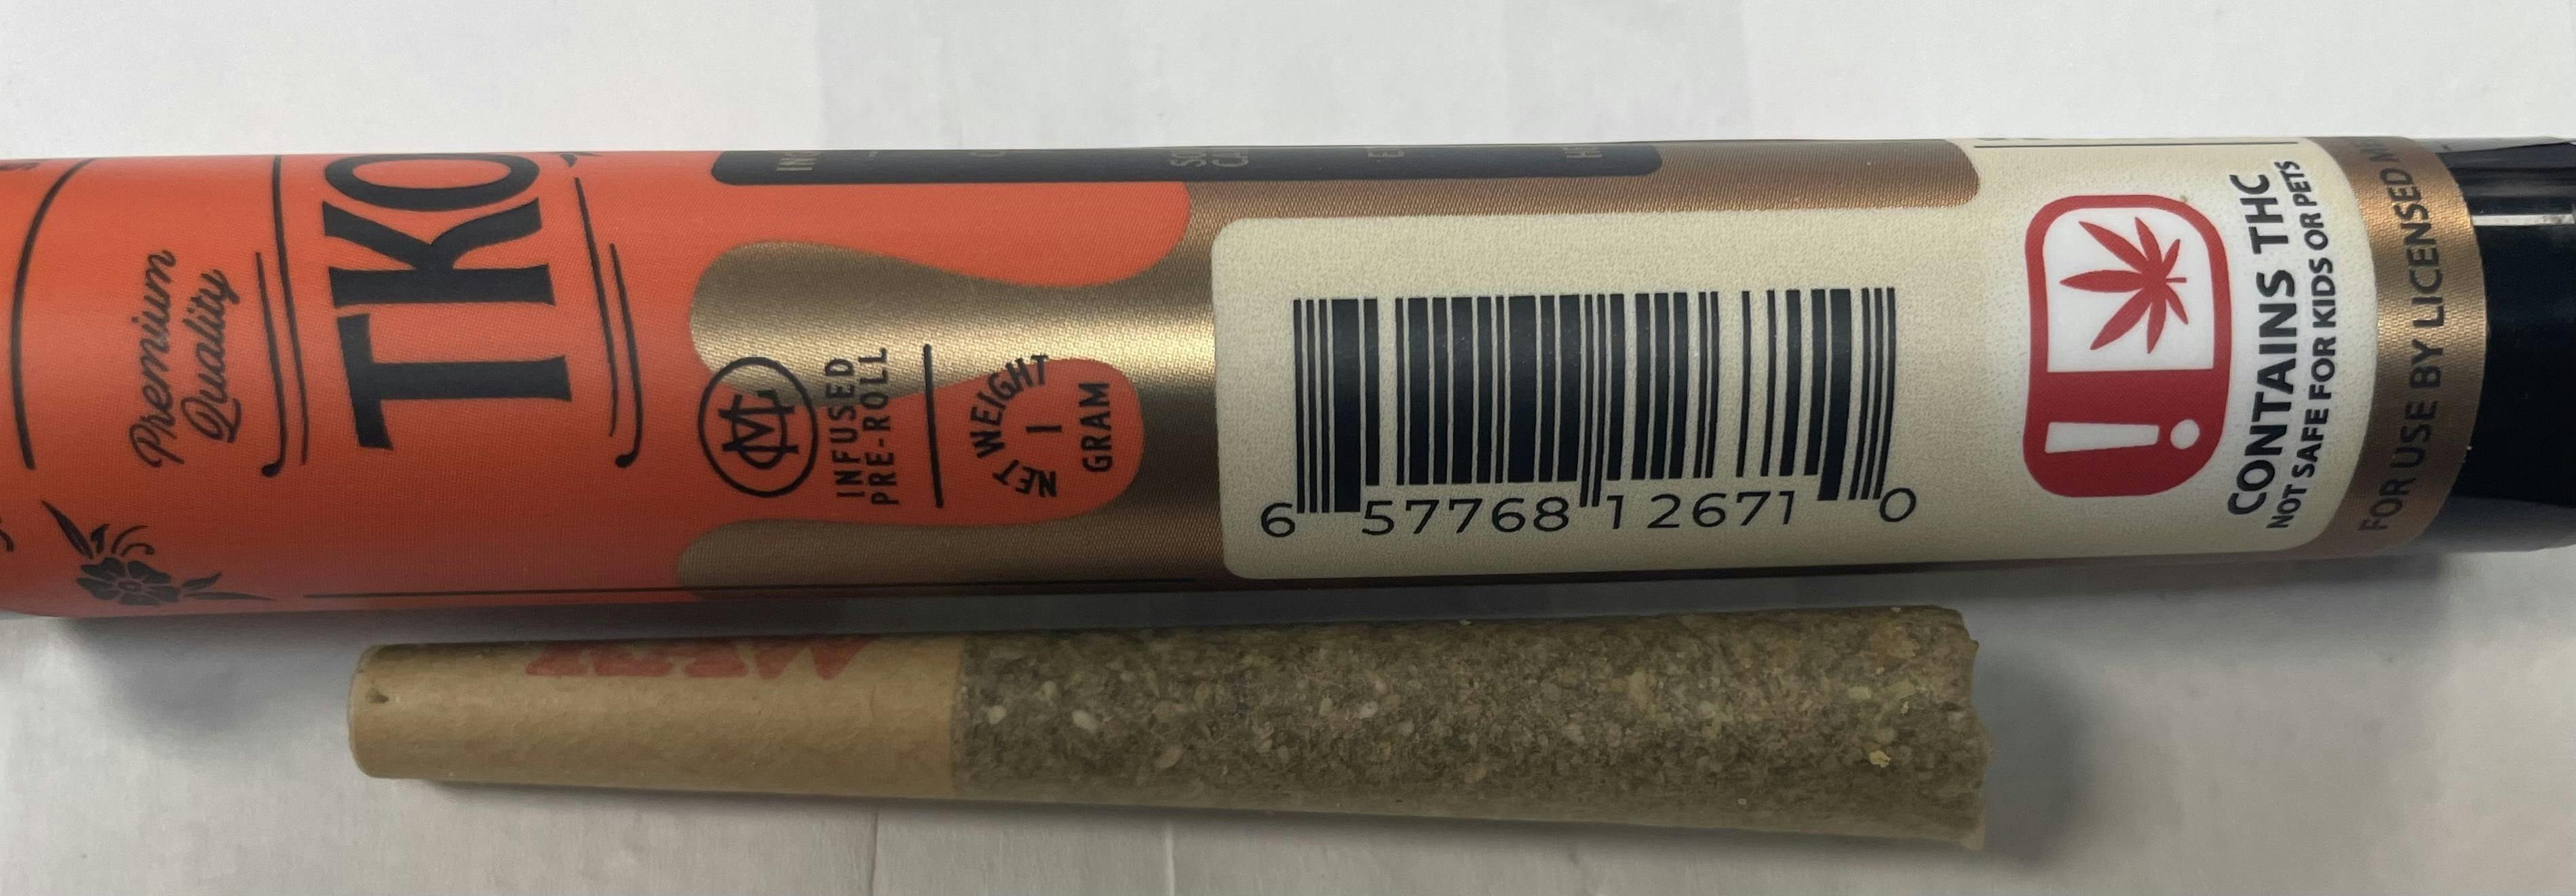 Premium
Quality
TKO
INFUSED
PRE-ROLL
NET WEIGHT
1
GRAM
6 57768 12671 0
CONTAINS THC
NOT SAFE FOR KIDS OR PETS
FOR USE BY LICENSED
RAW